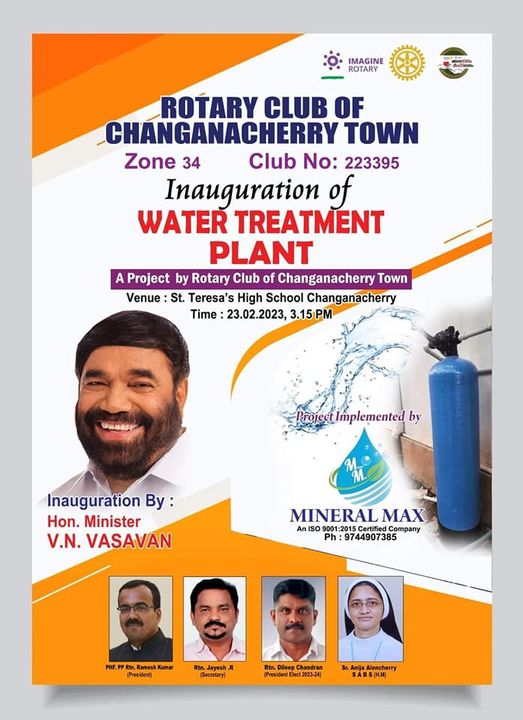 IMAGINE
ROTARY
ROTARY CLUB OF
CHANGANACHERRY TOWN
Zone 34 Club No: 223395
Inauguration of
WATER TREATMENT
PLANT
A Project by Rotary Club of Changanacherry Town
Venue : St. Teresa's High School Changanacherry
Time : 23.02.2023, 3.15 PM
Project Implemented by
M
M
MINERAL MAX
An ISO 9001:2015 Certified Company
Ph : 9744907385
Inauguration By :
Hon. Minister
V.N. VASAVAN
PHF. PP Rtn. Ramesh Kumar
(President)
Rtn. Jayesh .R
(Secretary)
Rtn. Dileep Chandran
(President Elect 2023-24)
Sr. Anija Alencherry
S A B S (H.M)